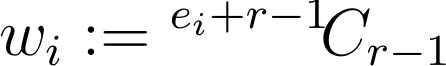 $w_i := {}^{e_i+r-1}C_{r-1}$